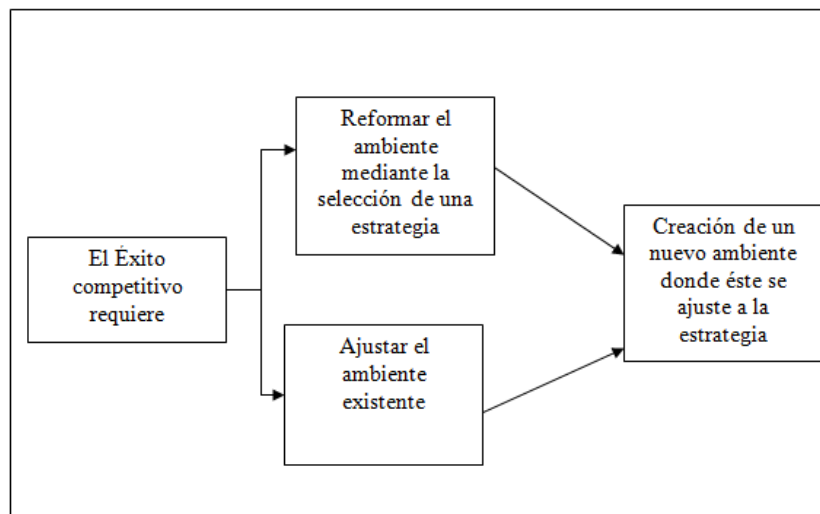 El Éxito
competitivo
requiere
Reformar el
ambiente
mediante la
selección de una
estrategia
Ajustar el
ambiente
existente
Creación de un
nuevo ambiente
donde éste se
ajuste a la
estrategia